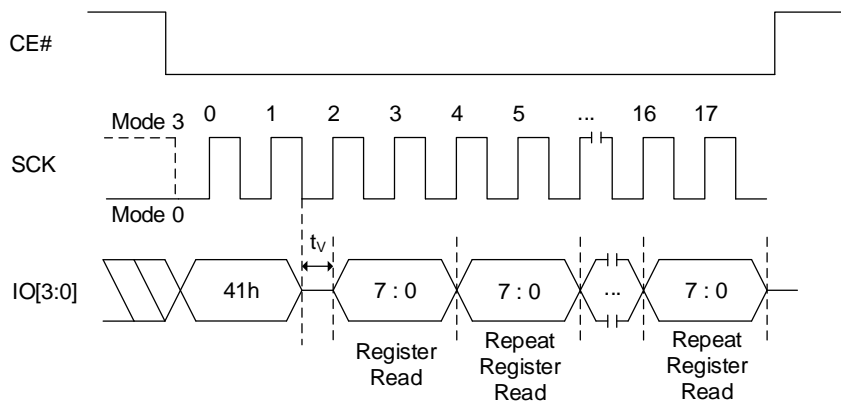 CE#
0 1 2 3 4 5 ... 16 17
Mode 3
SCK
Mode 0
tV
IO[3:0]
41h
7 : 0
7 : 0
...
7 : 0
Register
Read
Repeat
Register
Read
Repeat
Register
Read